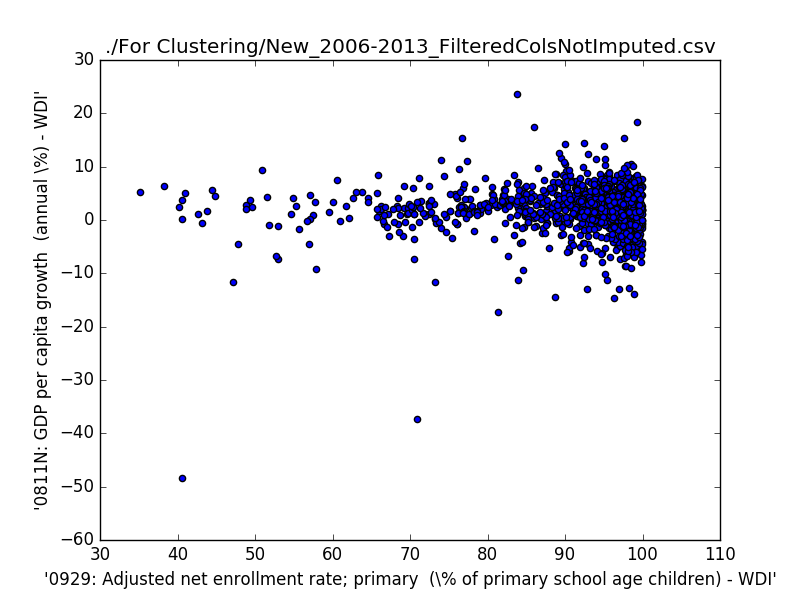 ./For Clustering/New_2006-2013_FilteredColsNotImputed.csv
'0811N: GDP per capita growth  (annual \%) - WDI'
30
20
10
0
−10
−20
−30
−40
−50
−60
30 40 50 60 70 80 90 100 110
'0929: Adjusted net enrollment rate; primary  (\% of primary school age children) - WDI'